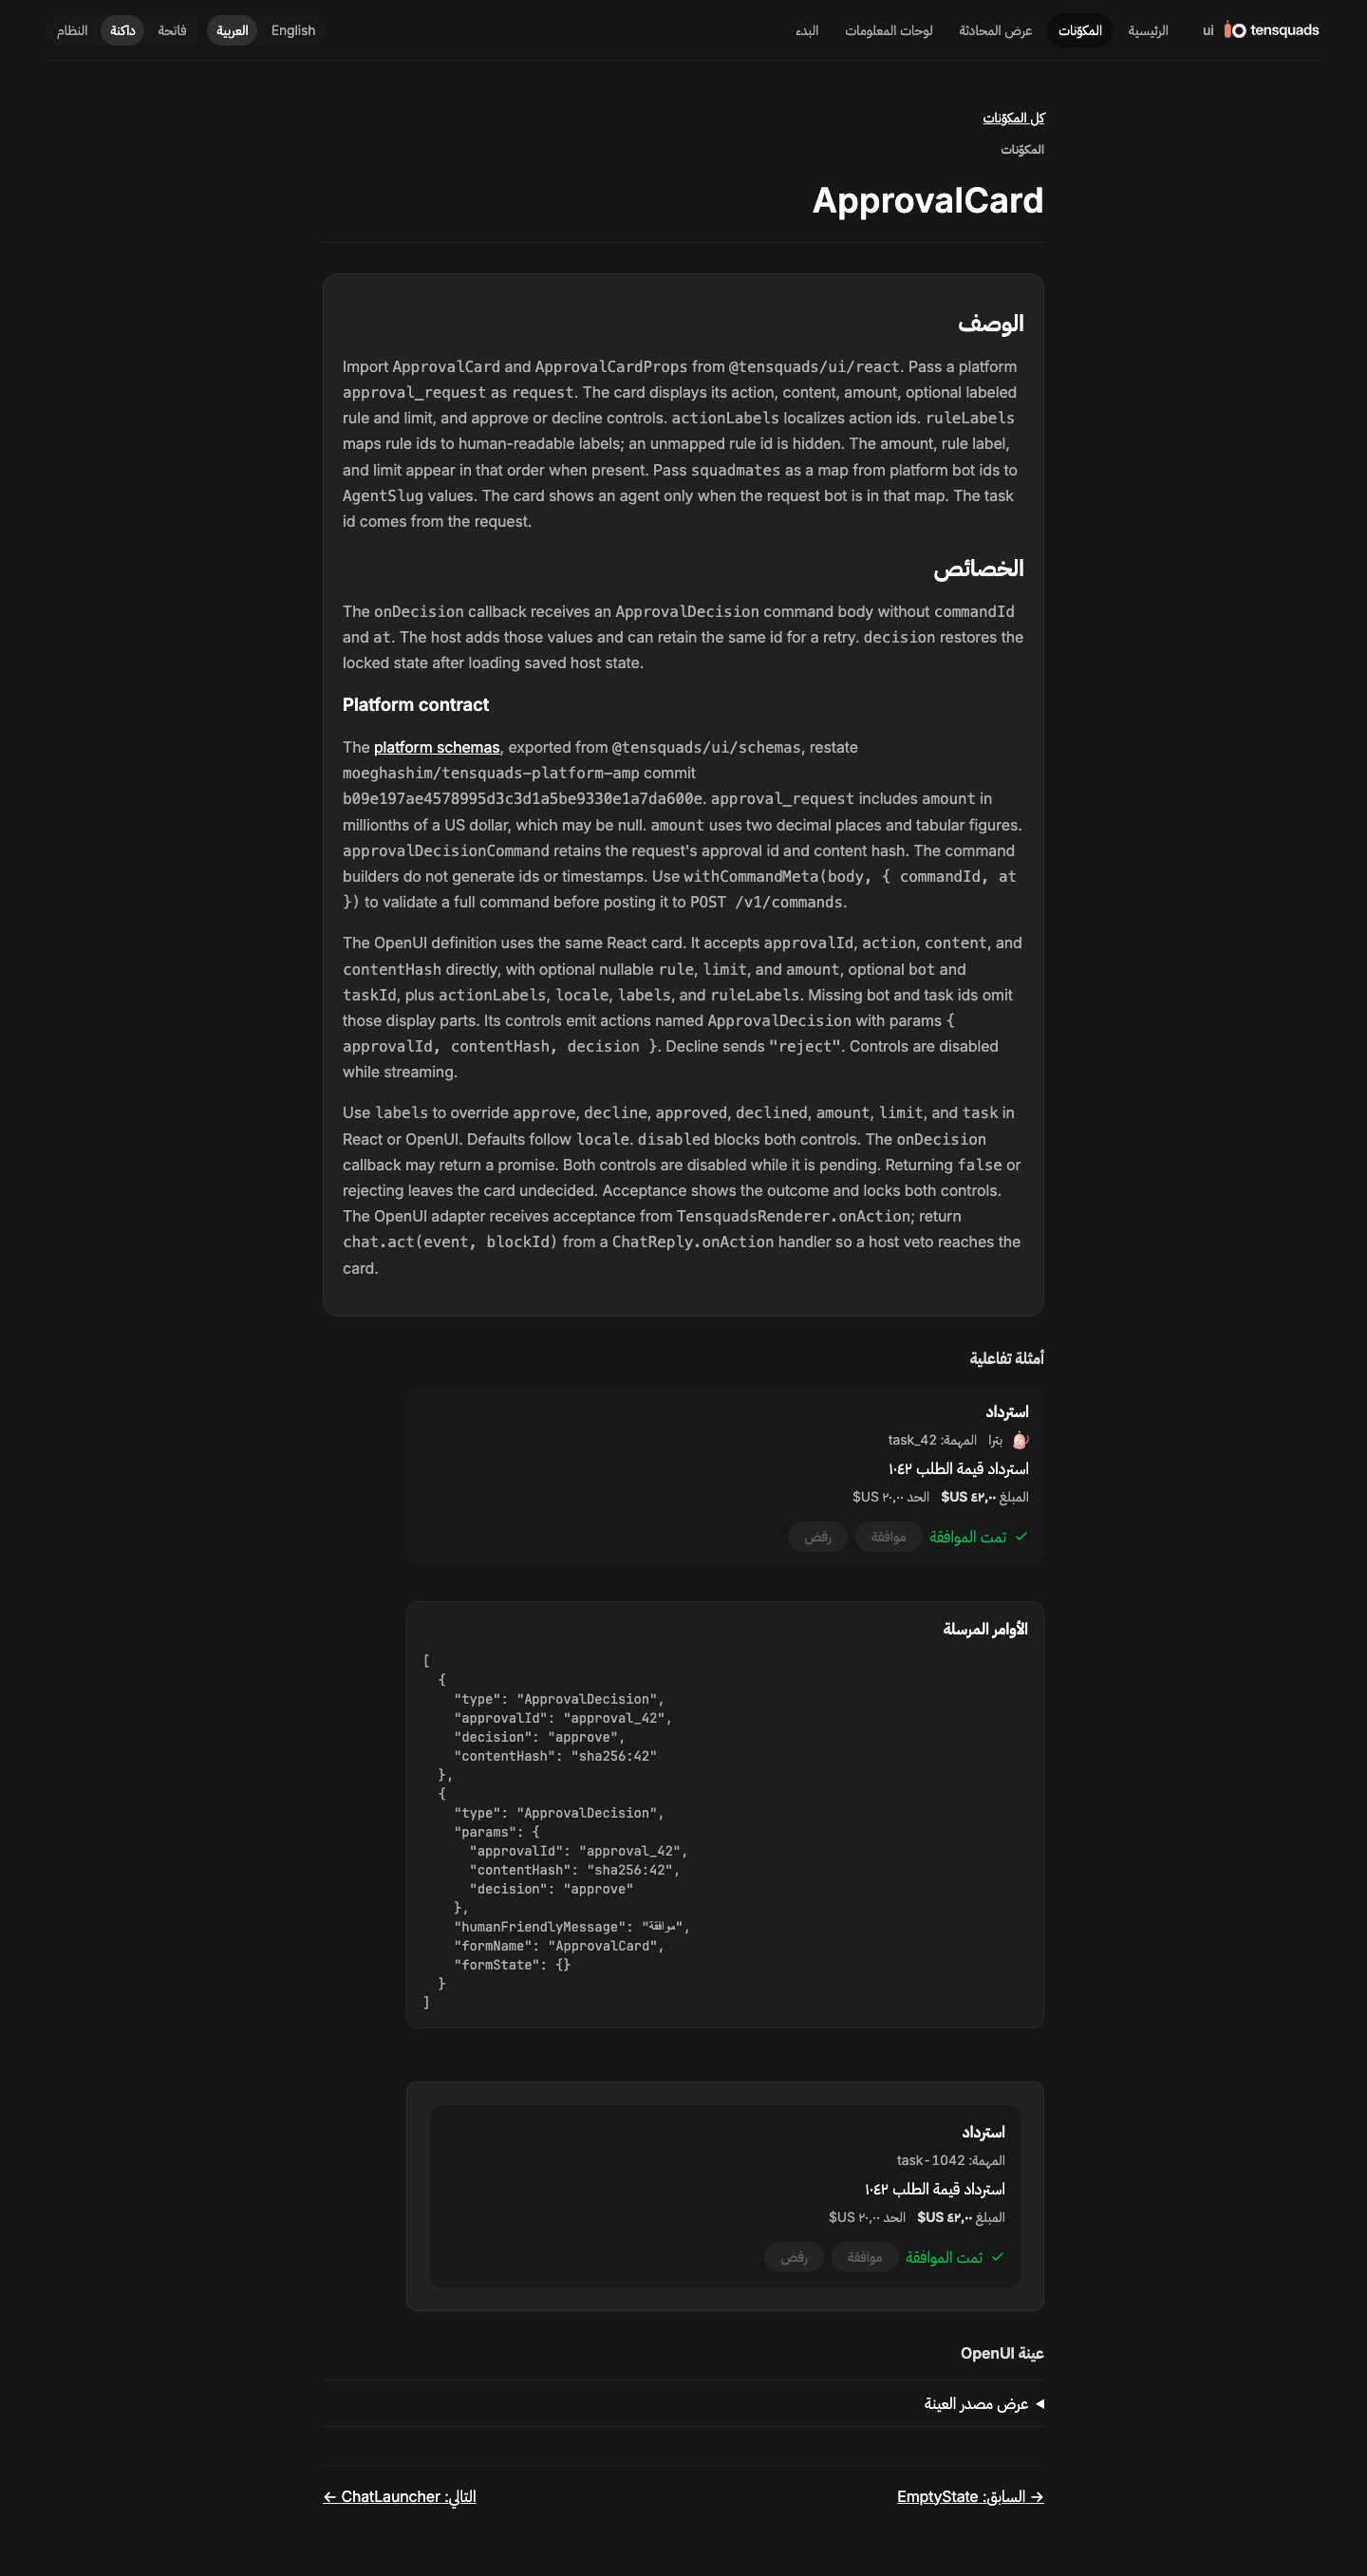 tensquads ui
الرئيسية
المكوّنات
عرض المحادثة
لوحات المعلومات
البدء
English
العربية
فاتحة
داكنة
النظام
كل المكوّنات
المكوّنات
ApprovalCard
الوصف
Import ApprovalCard and ApprovalCardProps from @tensquads/ui/react. Pass a platform
approval_request as request. The card displays its action, content, amount, optional labeled
rule and limit, and approve or decline controls. actionLabels localizes action ids. ruleLabels
maps rule ids to human-readable labels; an unmapped rule id is hidden. The amount, rule label,
and limit appear in that order when present. Pass squadmates as a map from platform bot ids to
AgentSlug values. The card shows an agent only when the request bot is in that map. The task
id comes from the request.
الخصائص
The onDecision callback receives an ApprovalDecision command body without commandId
and at. The host adds those values and can retain the same id for a retry. decision restores the
locked state after loading saved host state.
Platform contract
The platform schemas, exported from @tensquads/ui/schemas, restate
moeghashim/tensquads-platform-amp commit
b09e197ae4578995d3c3d1a5be9330e1a7da600e. approval_request includes amount in
millionths of a US dollar, which may be null. amount uses two decimal places and tabular figures.
approvalDecisionCommand retains the request's approval id and content hash. The command
builders do not generate ids or timestamps. Use withCommandMeta(body, { commandId, at
}) to validate a full command before posting it to POST /v1/commands.
The OpenUI definition uses the same React card. It accepts approvalId, action, content, and
contentHash directly, with optional nullable rule, limit, and amount, optional bot and
taskId, plus actionLabels, locale, labels, and ruleLabels. Missing bot and task ids omit
those display parts. Its controls emit actions named ApprovalDecision with params {
approvalId, contentHash, decision }. Decline sends "reject". Controls are disabled
while streaming.
Use labels to override approve, decline, approved, declined, amount, limit, and task in
React or OpenUI. Defaults follow locale. disabled blocks both controls. The onDecision
callback may return a promise. Both controls are disabled while it is pending. Returning false or
rejecting leaves the card undecided. Acceptance shows the outcome and locks both controls.
The OpenUI adapter receives acceptance from TensquadsRenderer.onAction; return
chat.act(event, blockId) from a ChatReply.onAction handler so a host veto reaches the
card.
أمثلة تفاعلية
استرداد
بترا المهمة: task_42
استرداد قيمة الطلب ١٠٤٢
المبلغ ٤٢٫٠٠ US$ الحد ٢٠٫٠٠ US$
تمت الموافقة موافقة رفض
الأوامر المرسلة
[
{
"type": "ApprovalDecision",
"approvalId": "approval_42",
"decision": "approve",
"contentHash": "sha256:42"
},
{
"type": "ApprovalDecision",
"params": {
"approvalId": "approval_42",
"contentHash": "sha256:42",
"decision": "approve"
},
"humanFriendlyMessage": "موافقة",
"formName": "ApprovalCard",
"formState": {}
}
]
استرداد
المهمة: task-1042
استرداد قيمة الطلب ١٠٤٢
المبلغ ٤٢٫٠٠ US$ الحد ٢٠٫٠٠ US$
تمت الموافقة موافقة رفض
عينة OpenUI
عرض مصدر العينة
→ السابق: EmptyState
التالي: ChatLauncher ←